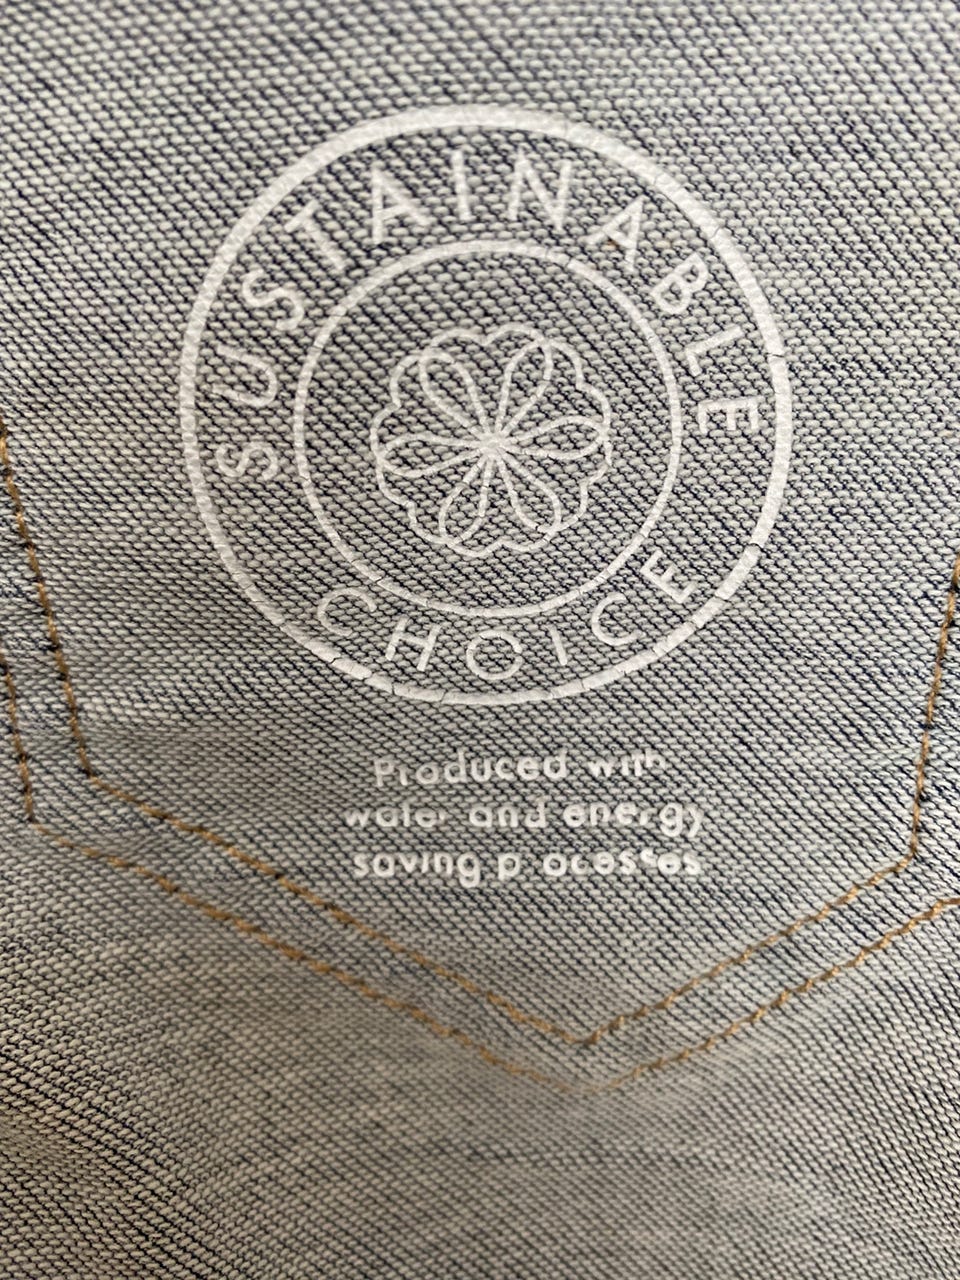 SUSTAINABLE
CHOICE
Produced with
water and energy
saving processes